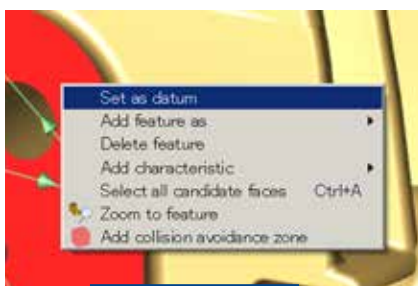 Set as datum
Add feature as
Delete feature
Add characteristic
Select all candidate faces Ctrl+A
Zoom to feature
Add collision avoidance zone